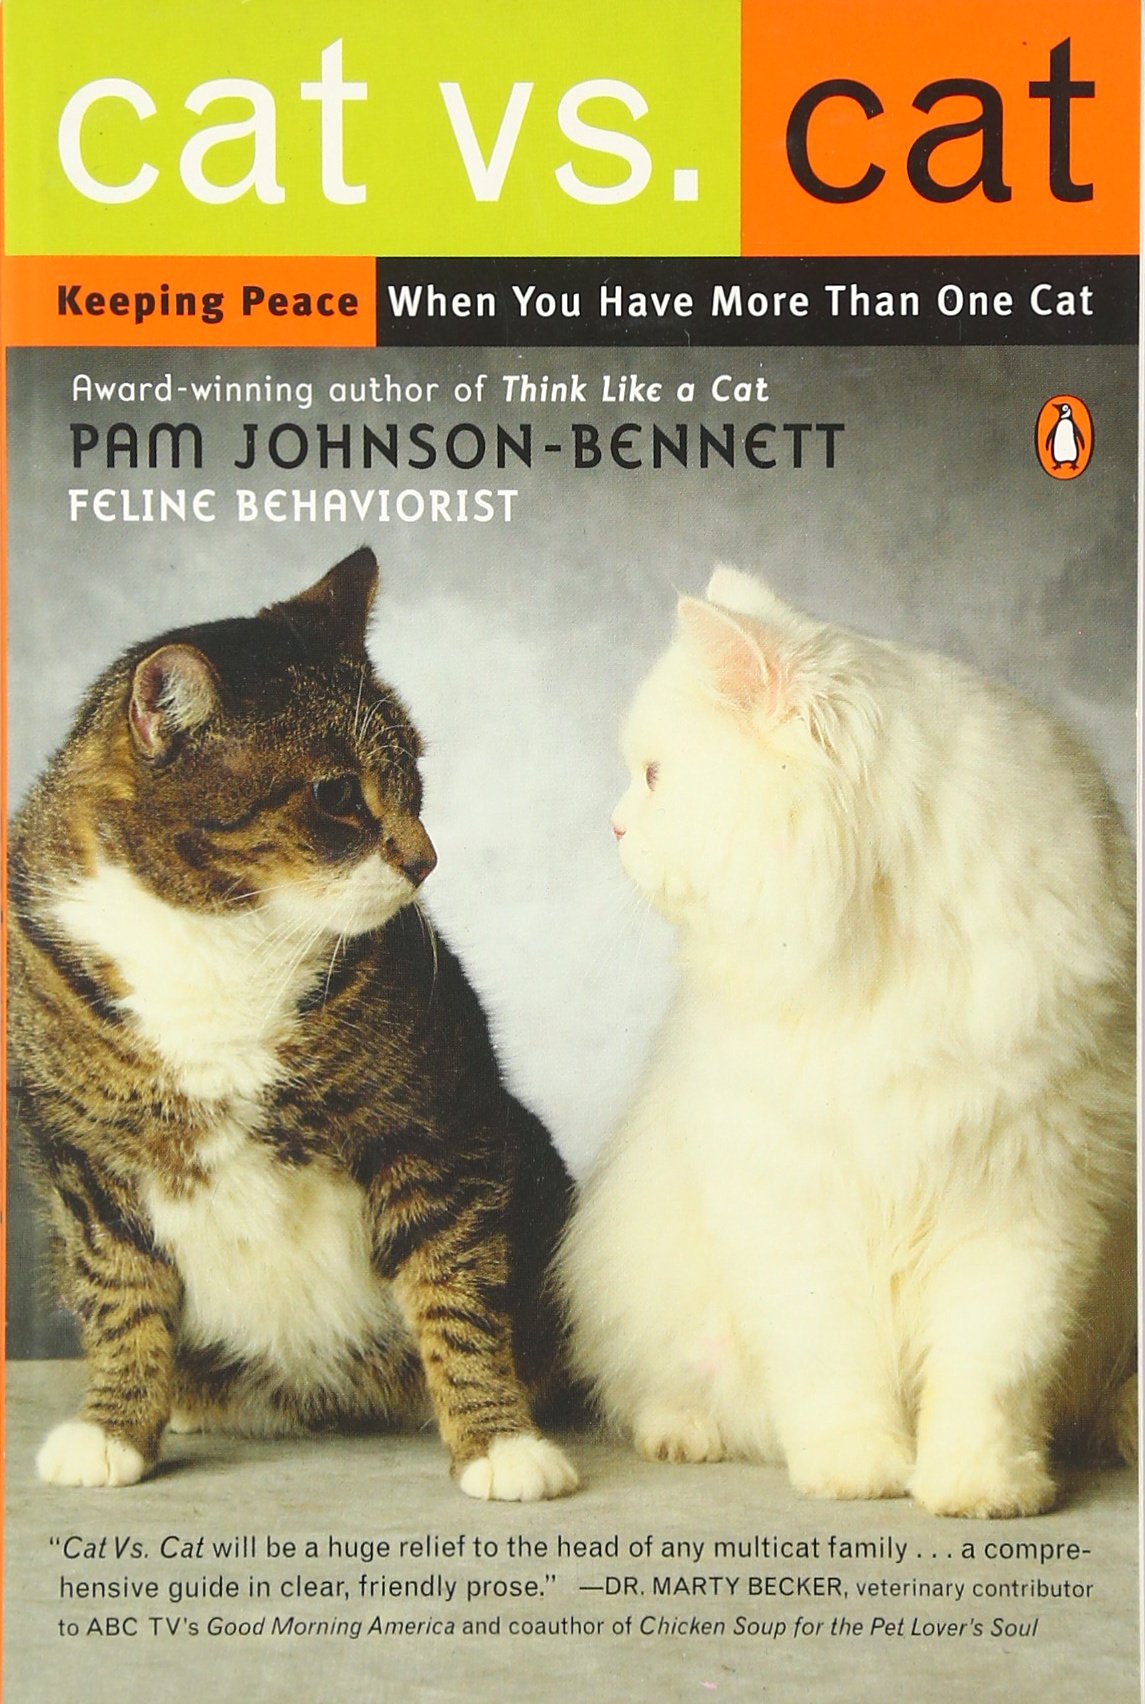 cat vs. cat
Keeping Peace When You Have More Than One Cat
Award-winning author of Think Like a Cat
PAM JOHNSON-BENNETT
FELINE BEHAVIORIST
“Cat Vs. Cat will be a huge relief to the head of any multicat family . . . a compre-
hensive guide in clear, friendly prose.” —DR. MARTY BECKER, veterinary contributor
to ABC TV's Good Morning America and coauthor of Chicken Soup for the Pet Lover's Soul